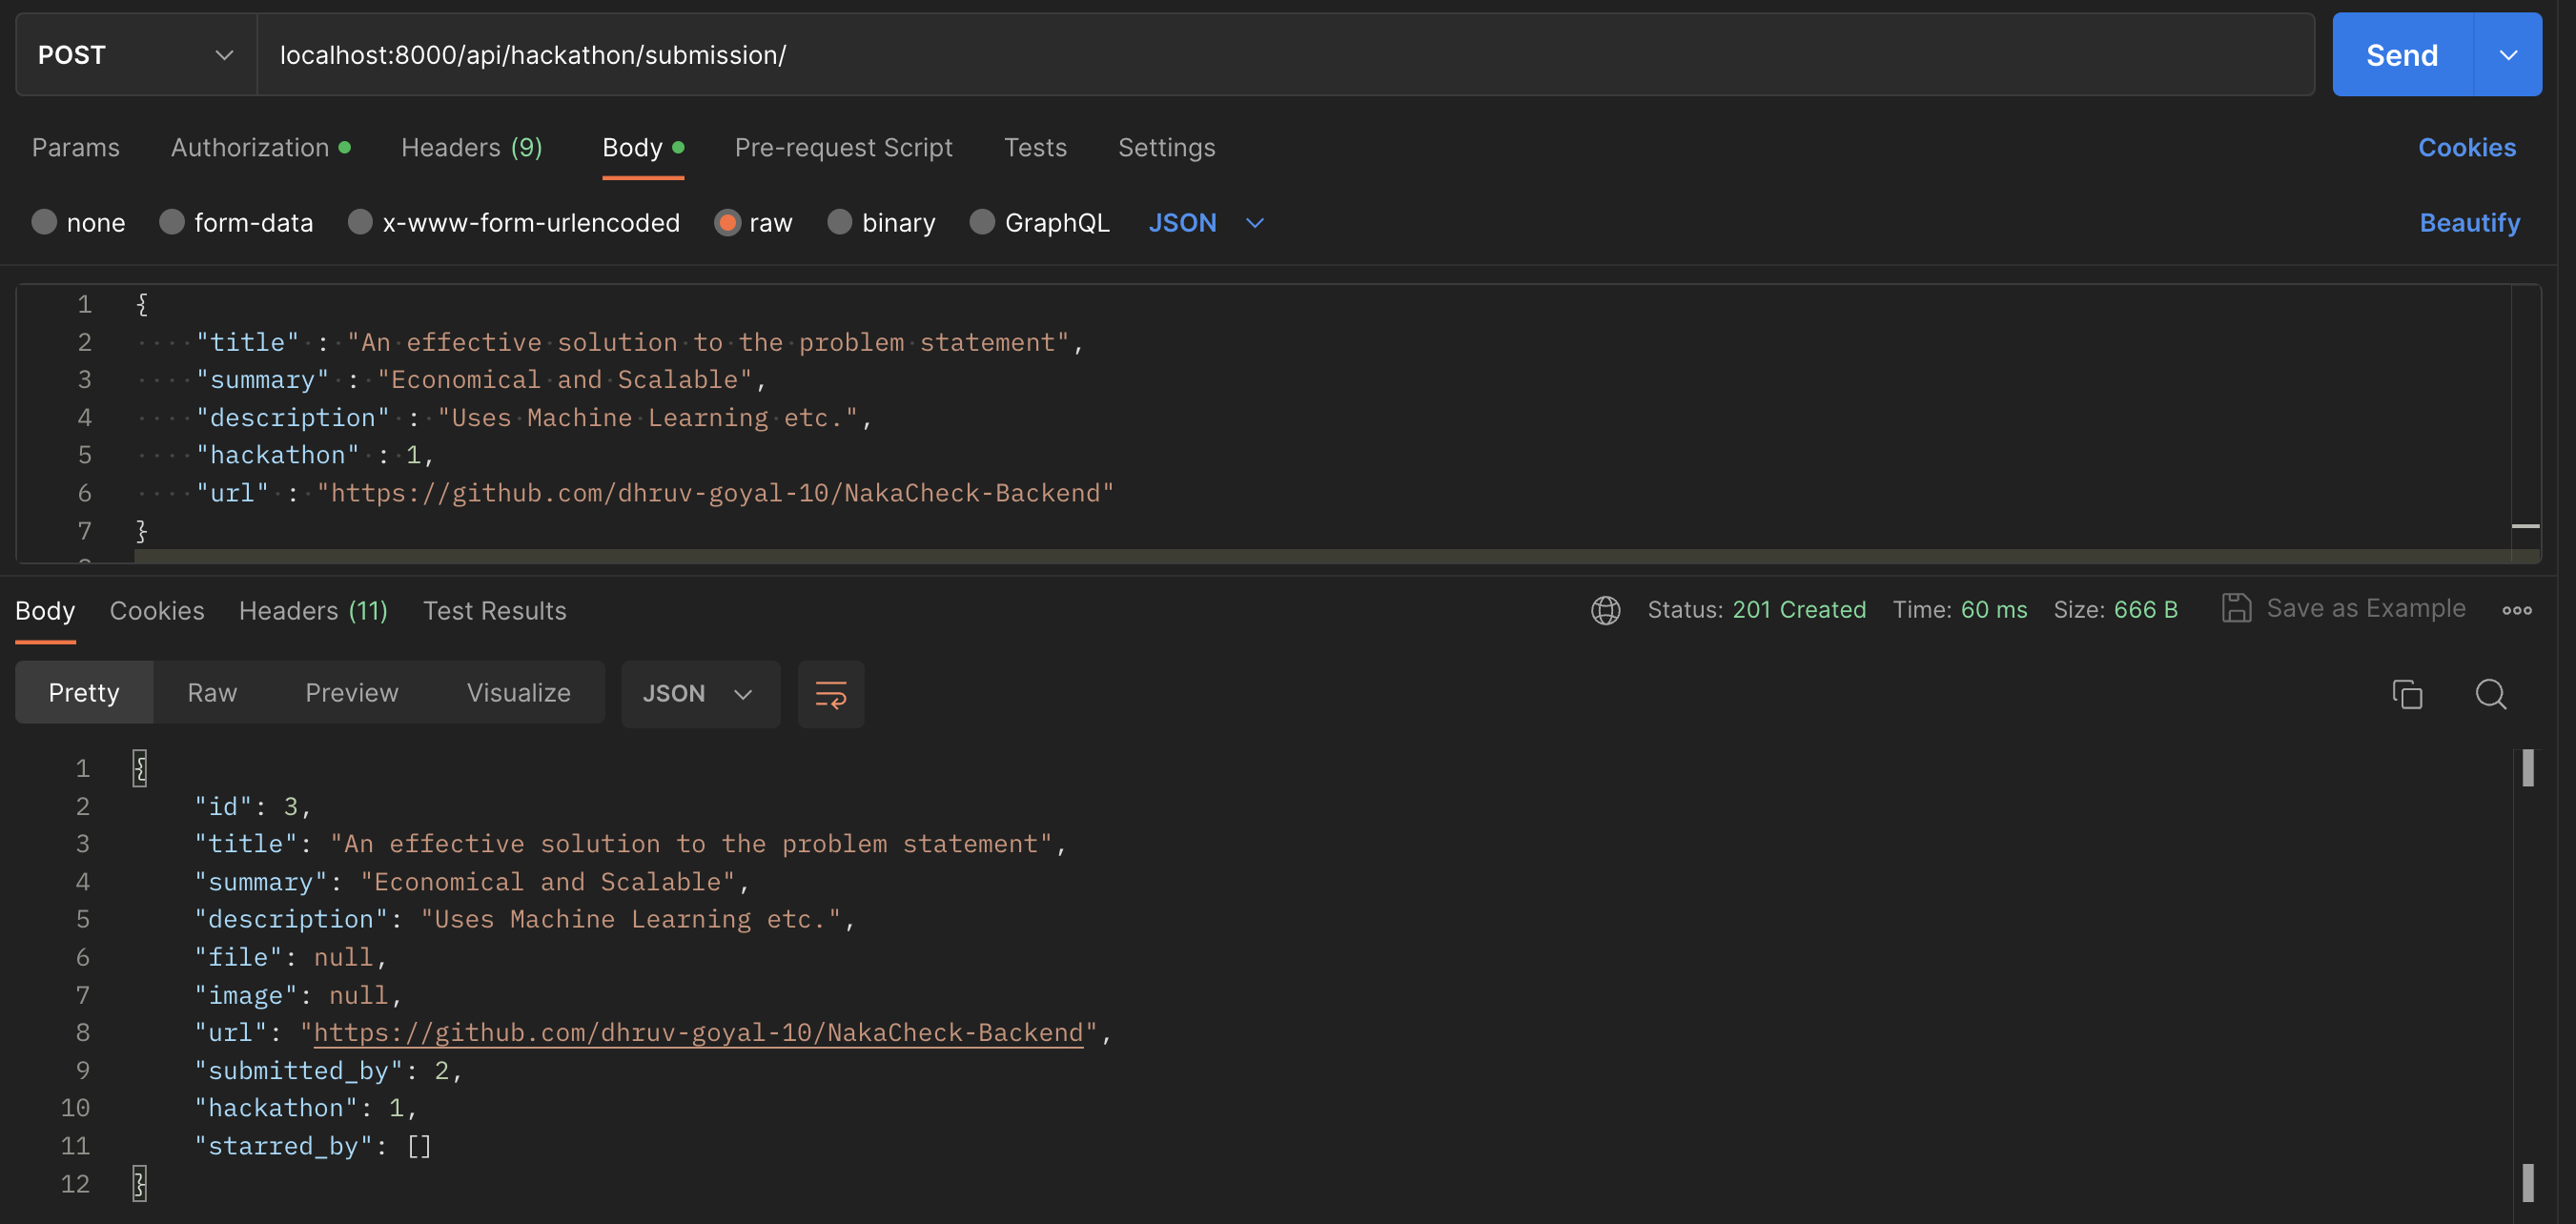 POST localhost:8000/api/hackathon/submission/ Send
Params Authorization Headers (9) Body Pre-request Script Tests Settings Cookies
none form-data x-www-form-urlencoded raw binary GraphQL JSON Beautify
1 {
2 "title" : "An effective solution to the problem statement",
3 "summary" : "Economical and Scalable",
4 "description" : "Uses Machine Learning etc.",
5 "hackathon" : 1,
6 "url" : "https://github.com/dhruv-goyal-10/NakaCheck-Backend"
7 }
Body Cookies Headers (11) Test Results Status: 201 Created Time: 60 ms Size: 666 B Save as Example
Pretty Raw Preview Visualize JSON
1 {
2 "id": 3,
3 "title": "An effective solution to the problem statement",
4 "summary": "Economical and Scalable",
5 "description": "Uses Machine Learning etc.",
6 "file": null,
7 "image": null,
8 "url": "https://github.com/dhruv-goyal-10/NakaCheck-Backend",
9 "submitted_by": 2,
10 "hackathon": 1,
11 "starred_by": []
12 }